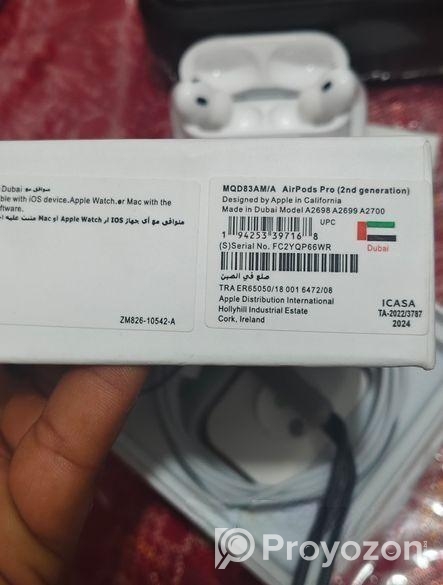 Dubai متوافق مع
ble with iOS device.Apple Watch.or Mac with the
ftware.
متوافق مع أي جهاز IOS أر Apple Watch أو Mac مثبت عليه
ZM826-10542-A
MQD83AM/A AirPods Pro (2nd generation)
Designed by Apple in California
Made in Dubai Model A2698 A2699 A2700
UPC
1 94253 39716 8
Dubai
(S)Serial No. FC2YQP66WR
صنع في الصين
TRA ER65050/18 001 6472/08
Apple Distribution International
Hollyhill Industrial Estate
Cork, Ireland
ICASA
TA-2022/3787
2024
Proyozon